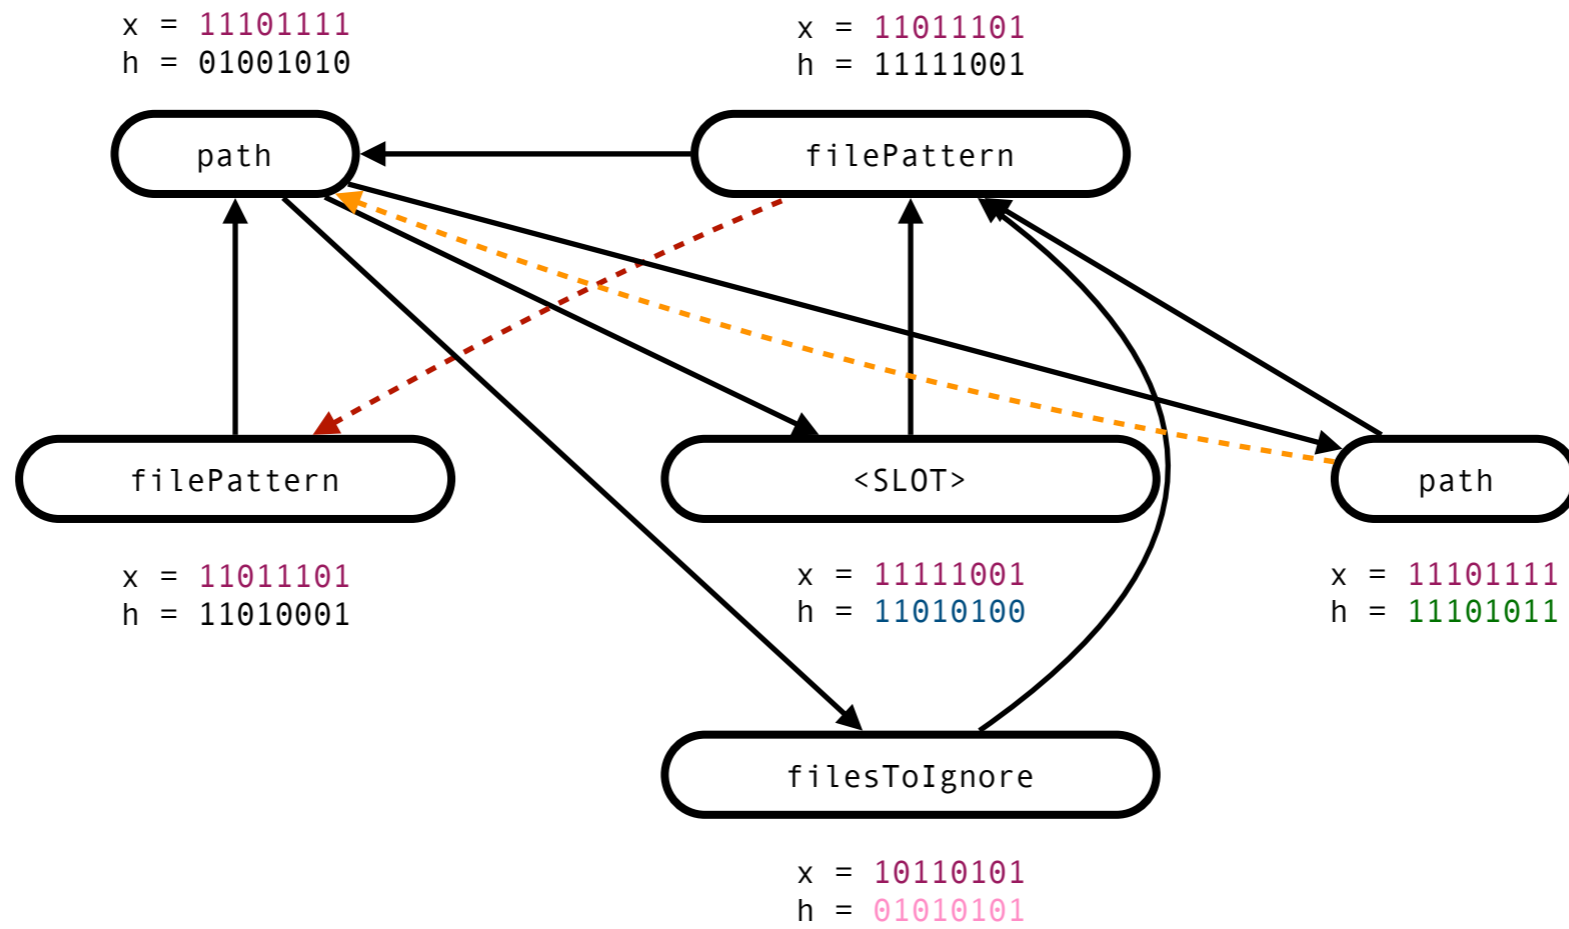 x = 11101111
h = 01001010
x = 11011101
h = 11111001
path
filePattern
filePattern
<SLOT>
path
x = 11011101
h = 11010001
x = 11111001
h = 11010100
x = 11101111
h = 11101011
filesToIgnore
x = 10110101
h = 01010101